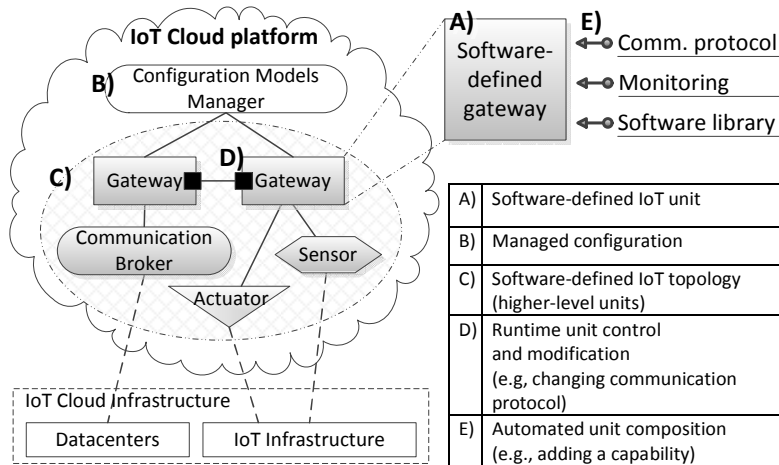 IoT Cloud platform
B)
Configuration Models
Manager
C)
Gateway
D)
Gateway
Communication
Broker
Sensor
Actuator
IoT Cloud Infrastructure
Datacenters
IoT Infrastructure
A)
Software-
defined
gateway
E)
Comm. protocol
Monitoring
Software library
A) Software-defined IoT unit
B) Managed configuration
C) Software-defined IoT topology
(higher-level units)
D) Runtime unit control
and modification
(e.g, changing communication
protocol)
E) Automated unit composition
(e.g., adding a capability)